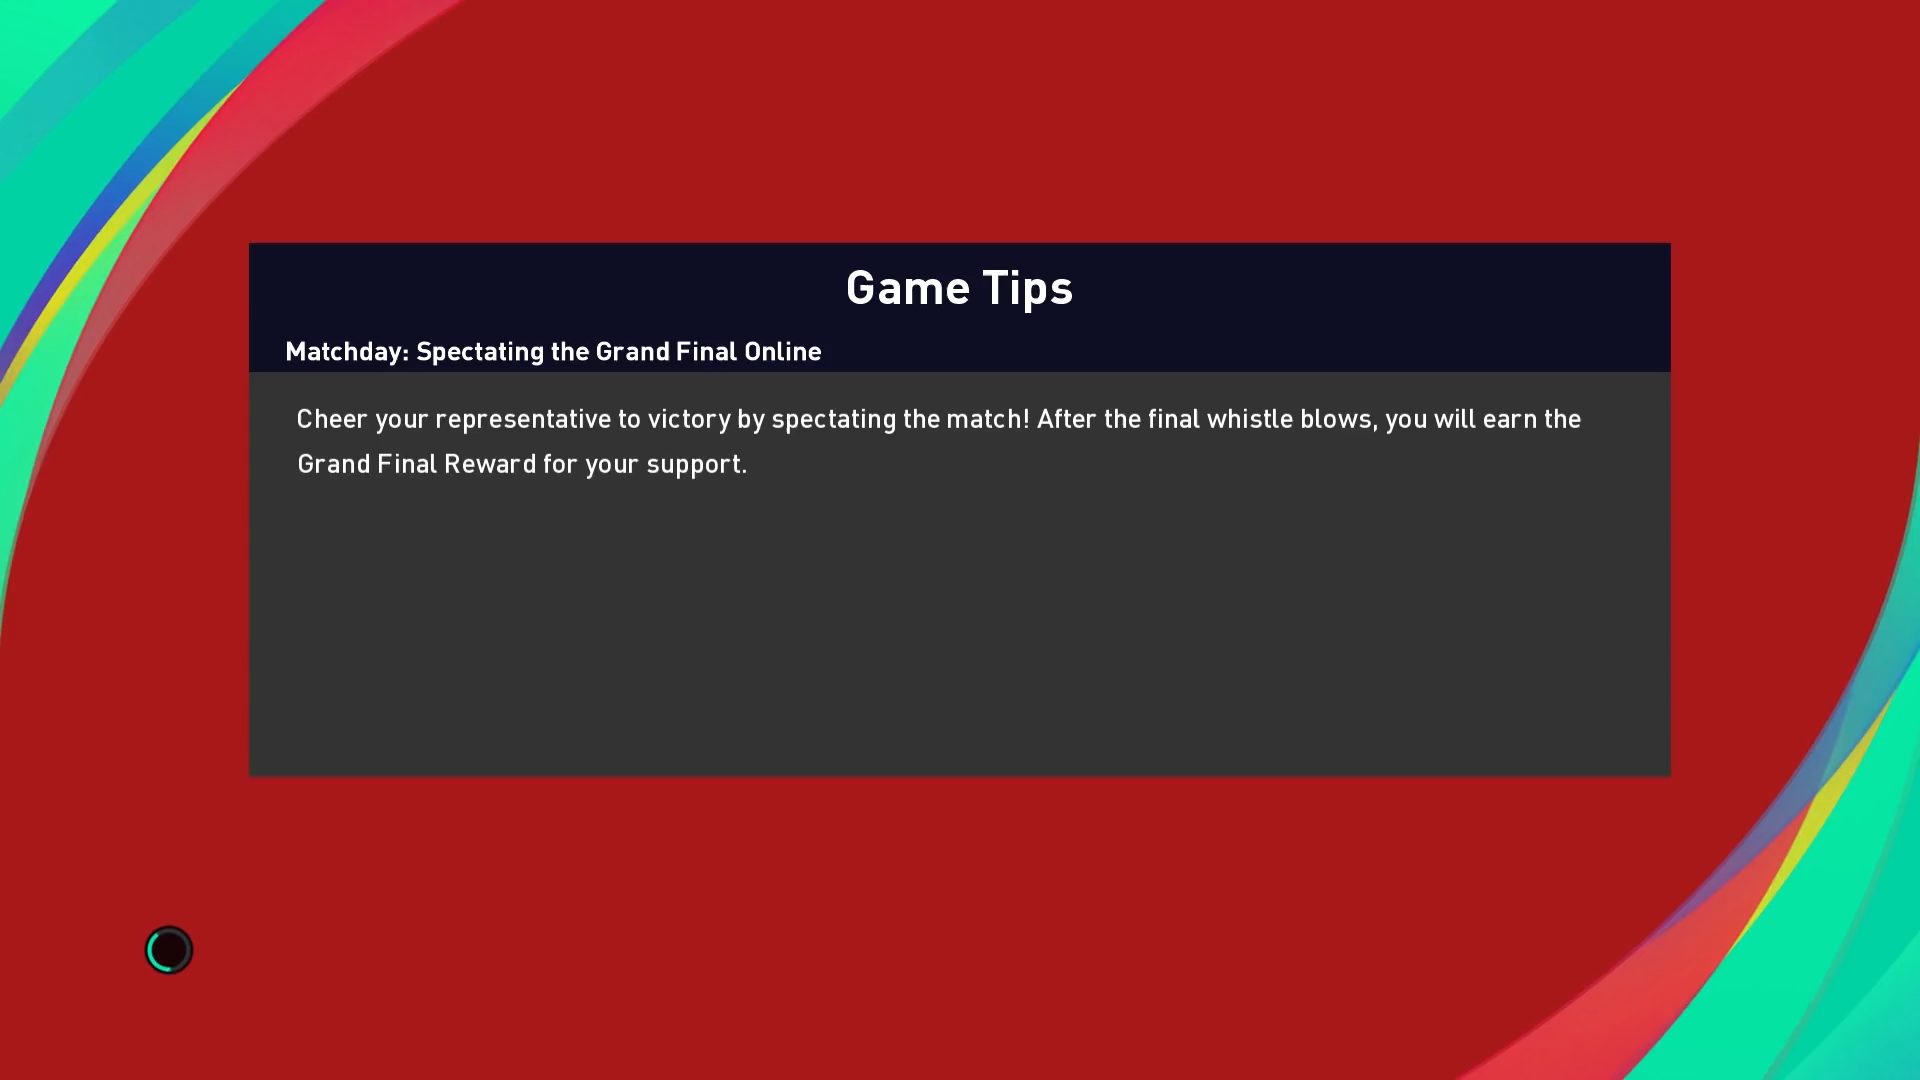 Game Tips
Matchday: Spectating the Grand Final Online
Cheer your representative to victory by spectating the match! After the final whistle blows, you will earn the
Grand Final Reward for your support.